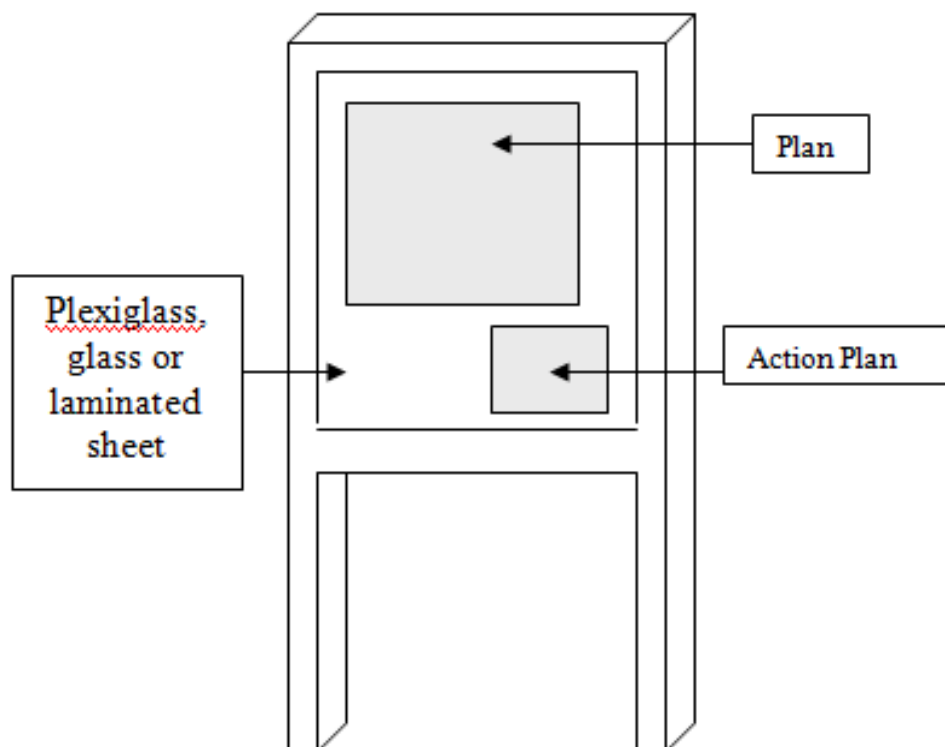 Plan
Plexiglass,
glass or
laminated
sheet
Action Plan